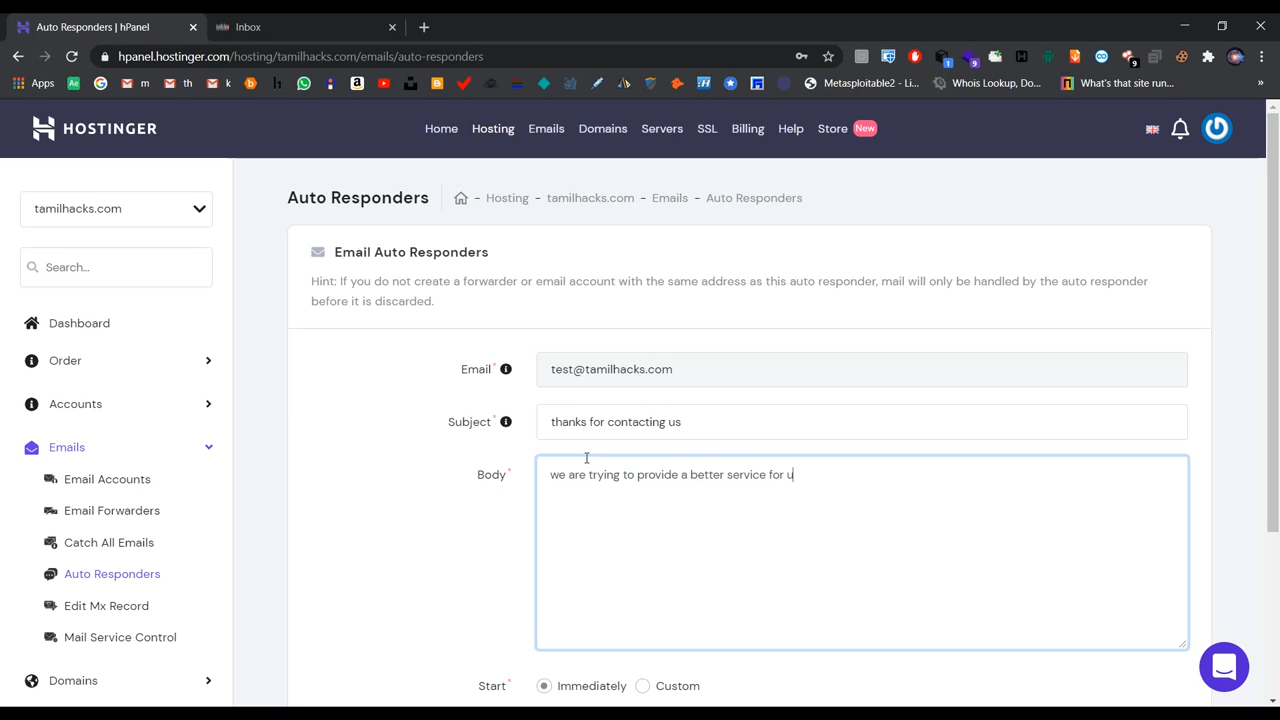 Auto Responders | hPanel
Inbox
hpanel.hostinger.com/hosting/tamilhacks.com/emails/auto-responders
Apps
m
th
k
Metasploitable2 - Li...
Whois Lookup, Do...
What's that site run...
HOSTINGER
Home
Hosting
Emails
Domains
Servers
SSL
Billing
Help
Store
New
tamilhacks.com
Search...
Dashboard
Order
Accounts
Emails
Email Accounts
Email Forwarders
Catch All Emails
Auto Responders
Edit Mx Record
Mail Service Control
Domains
Auto Responders
- Hosting - tamilhacks.com - Emails - Auto Responders
Email Auto Responders
Hint: If you do not create a forwarder or email account with the same address as this auto responder, mail will only be handled by the auto responder
before it is discarded.
Email*
test@tamilhacks.com
Subject*
thanks for contacting us
Body*
we are trying to provide a better service for u
Start*
Immediately
Custom